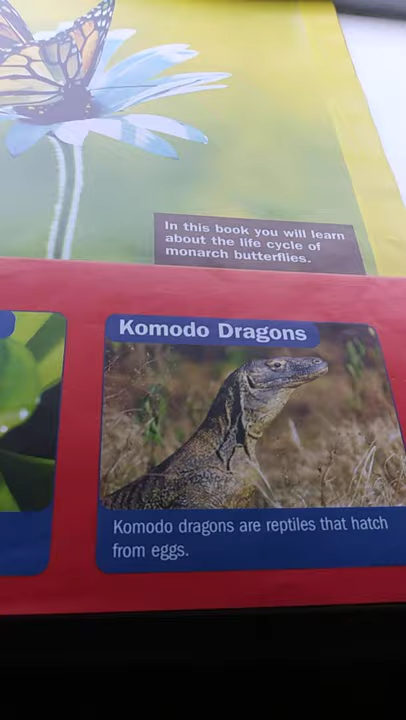 In this book you will learn
about the life cycle of
monarch butterflies.
Komodo Dragons
Komodo dragons are reptiles that hatch
from eggs.